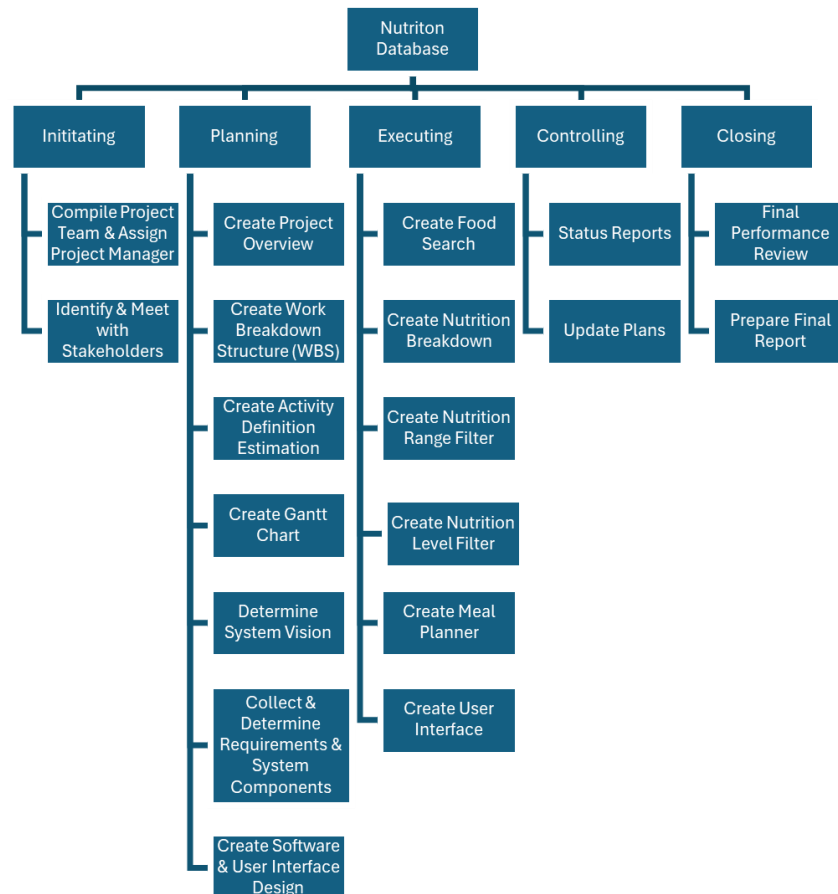 Nutriton
Database
Inititating
Planning
Executing
Controlling
Closing
Compile Project
Team & Assign
Project Manager
Identify & Meet
with
Stakeholders
Create Project
Overview
Create Work
Breakdown
Structure (WBS)
Create Activity
Definition
Estimation
Create Gantt
Chart
Determine
System Vision
Collect &
Determine
Requirements &
System
Components
Create Software
& User Interface
Design
Create Food
Search
Create Nutrition
Breakdown
Create Nutrition
Range Filter
Create Nutrition
Level Filter
Create Meal
Planner
Create User
Interface
Status Reports
Update Plans
Final
Performance
Review
Prepare Final
Report